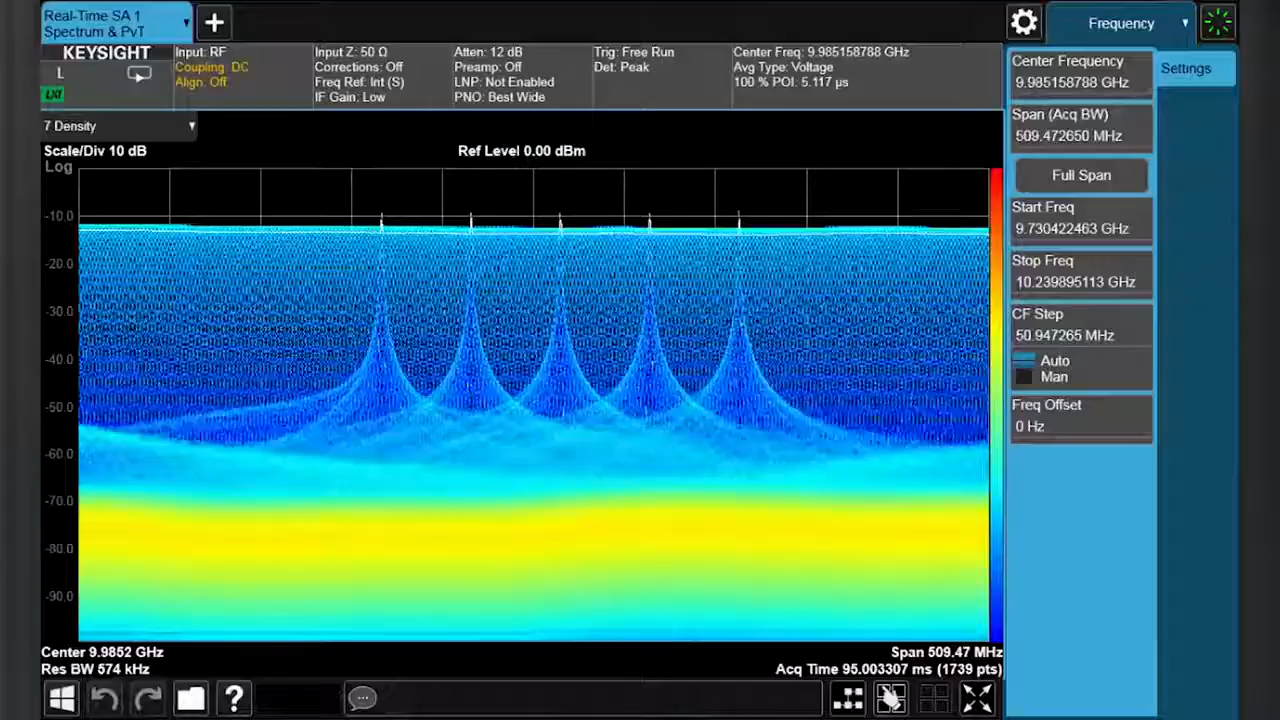 Real-Time SA 1
Spectrum & PvT
Frequency
KEYSIGHT
L
LXI
Input: RF
Coupling: DC
Align: Off
Input Z: 50 Ω
Corrections: Off
Freq Ref: Int (S)
IF Gain: Low
Atten: 12 dB
Preamp: Off
LNP: Not Enabled
PNO: Best Wide
Trig: Free Run
Det: Peak
Center Freq: 9.985158788 GHz
Avg Type: Voltage
100 % POI: 5.117 µs
7 Density
Scale/Div 10 dB
Ref Level 0.00 dBm
Log
-10.0
-20.0
-30.0
-40.0
-50.0
-60.0
-70.0
-80.0
-90.0
Center 9.9852 GHz
Span 509.47 MHz
Res BW 574 kHz
Acq Time 95.003307 ms (1739 pts)
Center Frequency
9.985158788 GHz
Settings
Span (Acq BW)
509.472650 MHz
Full Span
Start Freq
9.730422463 GHz
Stop Freq
10.239895113 GHz
CF Step
50.947265 MHz
Auto
Man
Freq Offset
0 Hz